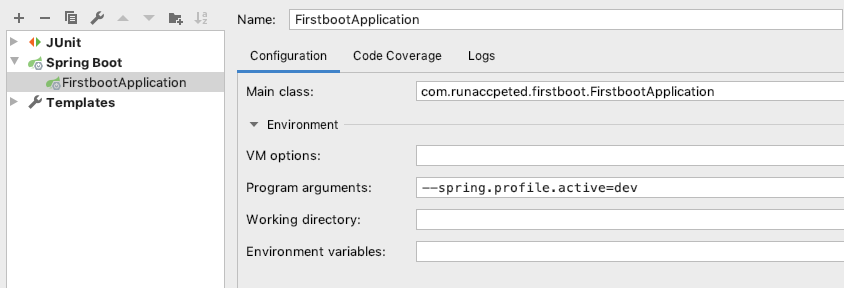 Name: FirstbootApplication
JUnit
Spring Boot
FirstbootApplication
Templates
Configuration Code Coverage Logs
Main class: com.runaccpeted.firstboot.FirstbootApplication
Environment
VM options:
Program arguments: --spring.profile.active=dev
Working directory:
Environment variables: